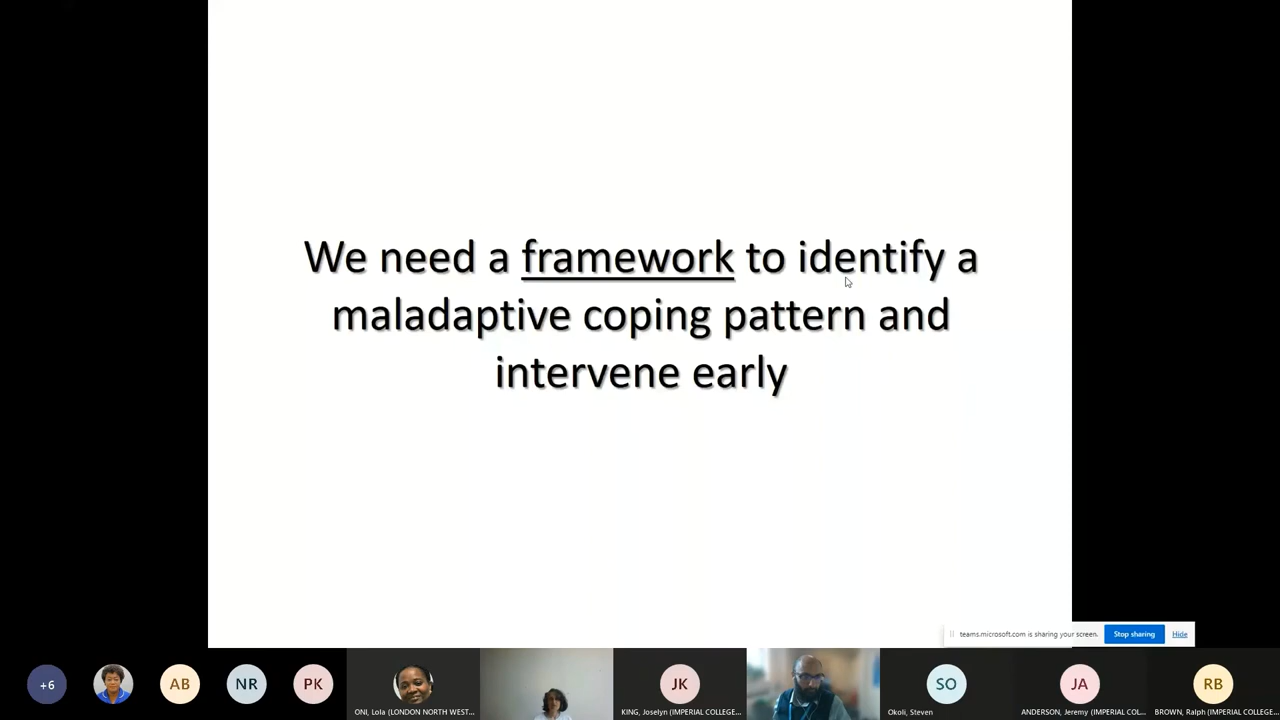 We need a framework to identify a
maladaptive coping pattern and
intervene early
teams.microsoft.com is sharing your screen.
Stop sharing
Hide
+6
AB
NR
PK
ONI, Lola (LONDON NORTH WEST...
JK
KING, Joselyn (IMPERIAL COLLEGE...
SO
Okoli, Steven
JA
ANDERSON, Jeremy (IMPERIAL COL...
RB
BROWN, Ralph (IMPERIAL COLLEGE...